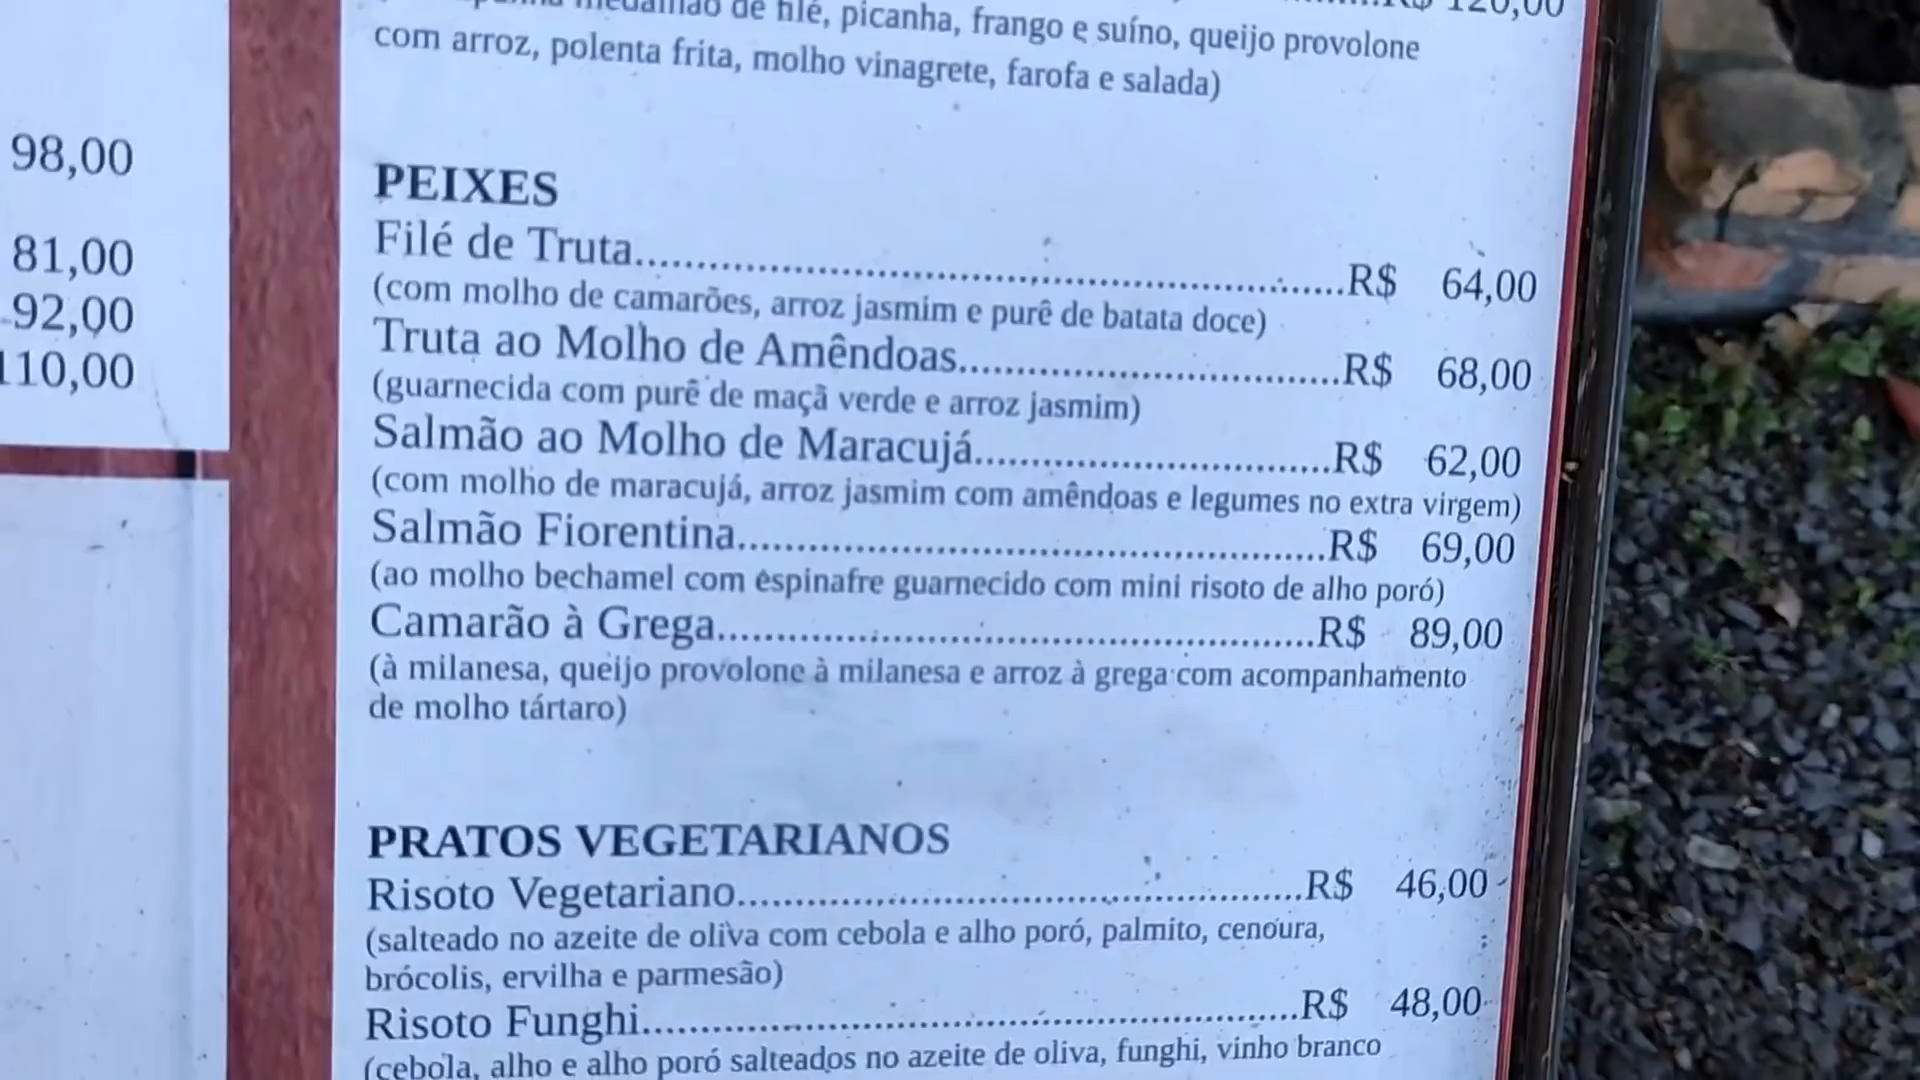 de filé, picanha, frango e suíno, queijo provolone
com arroz, polenta frita, molho vinagrete, farofa e salada)
98,00
81,00
92,00
110,00
PEIXES
Filé de Truta..........R$ 64,00
(com molho de camarões, arroz jasmim e purê de batata doce)
Truta ao Molho de Amêndoas..........R$ 68,00
(guarnecida com purê de maçã verde e arroz jasmim)
Salmão ao Molho de Maracujá..........R$ 62,00
(com molho de maracujá, arroz jasmim com amêndoas e legumes no extra virgem)
Salmão Fiorentina..........R$ 69,00
(ao molho bechamel com espinafre guarnecido com mini risoto de alho poró)
Camarão à Grega..........R$ 89,00
(à milanesa, queijo provolone à milanesa e arroz à grega com acompanhamento
de molho tártaro)
PRATOS VEGETARIANOS
Risoto Vegetariano..........R$ 46,00
(salteado no azeite de oliva com cebola e alho poró, palmito, cenoura,
brócolis, ervilha e parmesão)
Risoto Funghi..........R$ 48,00
(cebola, alho e alho poró salteados no azeite de oliva, funghi, vinho branco